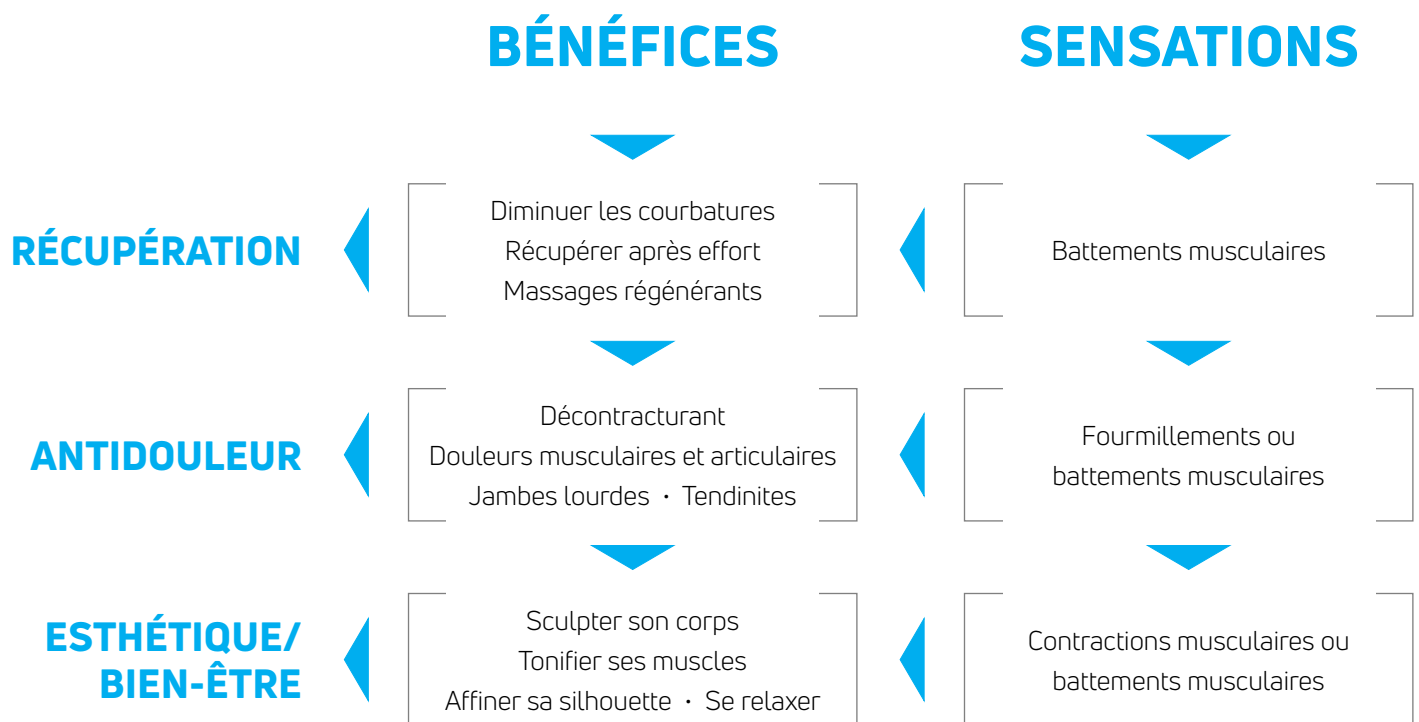 BÉNÉFICES
SENSATIONS
RÉCUPÉRATION
Diminuer les courbatures
Récupérer après effort
Massages régénérants
Battements musculaires
ANTIDOULEUR
Décontracturant
Douleurs musculaires et articulaires
Jambes lourdes • Tendinites
Fourmillements ou
battements musculaires
ESTHÉTIQUE/
BIEN-ÊTRE
Sculpter son corps
Tonifier ses muscles
Affiner sa silhouette • Se relaxer
Contractions musculaires ou
battements musculaires